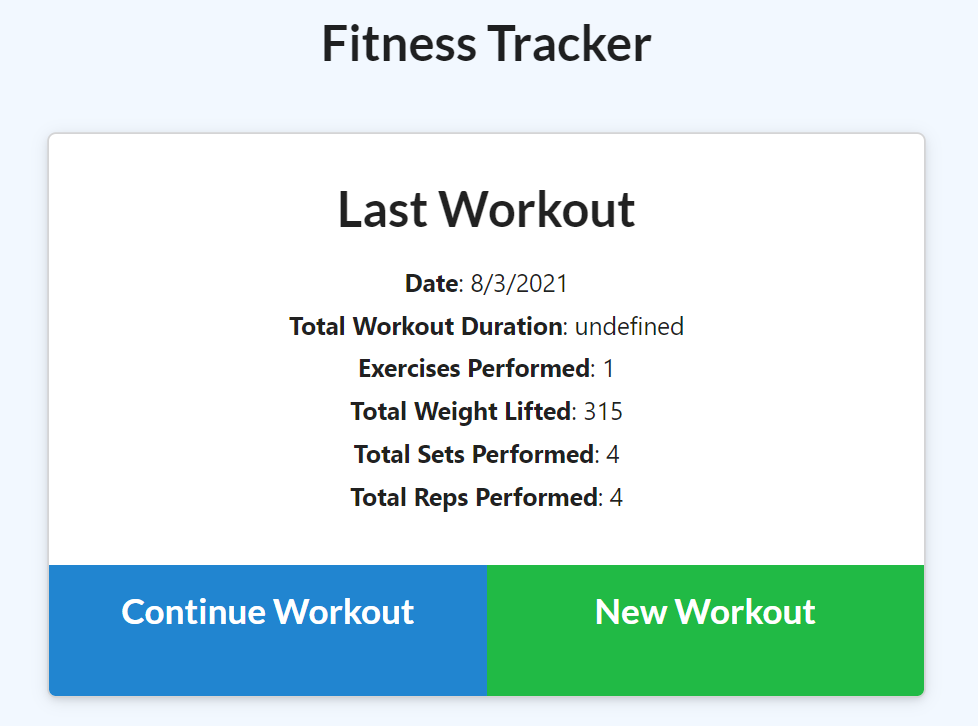 Fitness Tracker
Last Workout
Date: 8/3/2021
Total Workout Duration: undefined
Exercises Performed: 1
Total Weight Lifted: 315
Total Sets Performed: 4
Total Reps Performed: 4
Continue Workout
New Workout